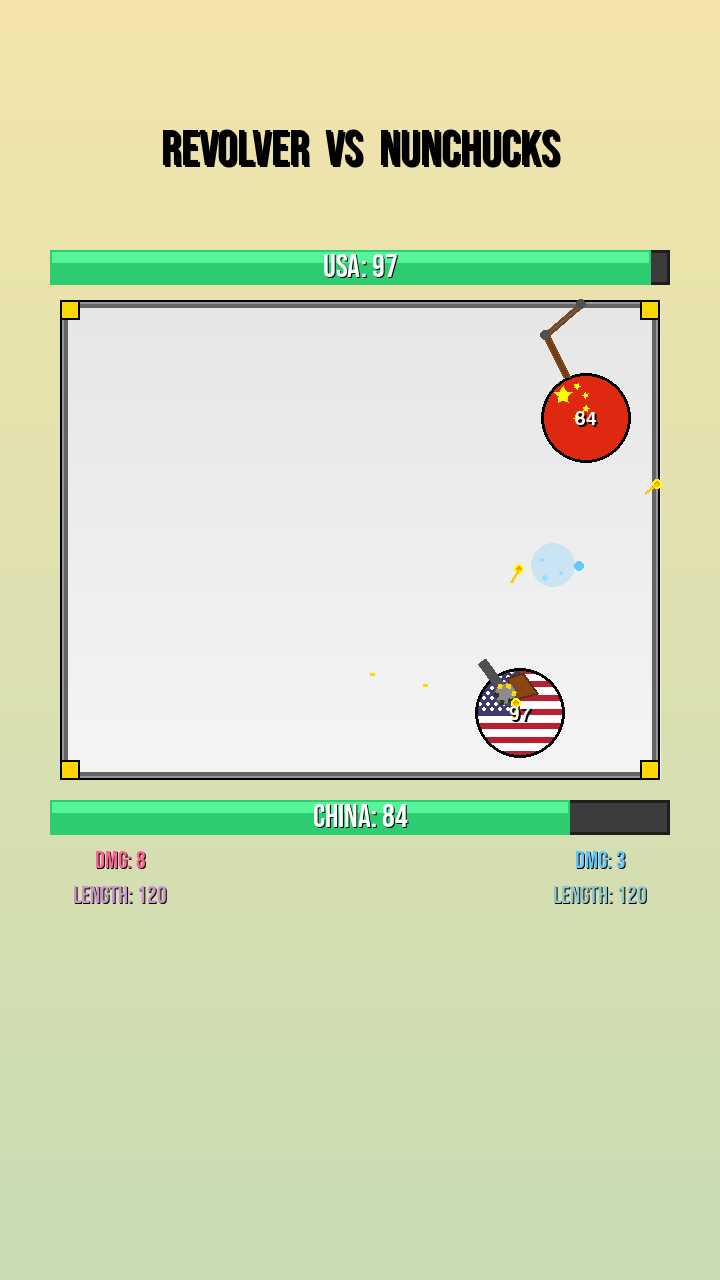 REVOLVER VS NUNCHUCKS
USA: 97
84
97
CHINA: 84
DMG: 8
DMG: 3
LENGTH: 120
LENGTH: 120